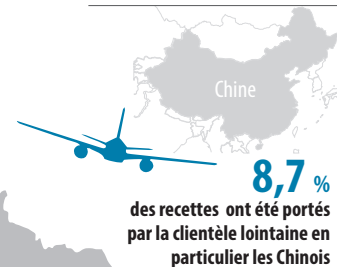 Chine
8,7 %
des recettes ont été portés
par la clientèle lointaine en
particulier les Chinois